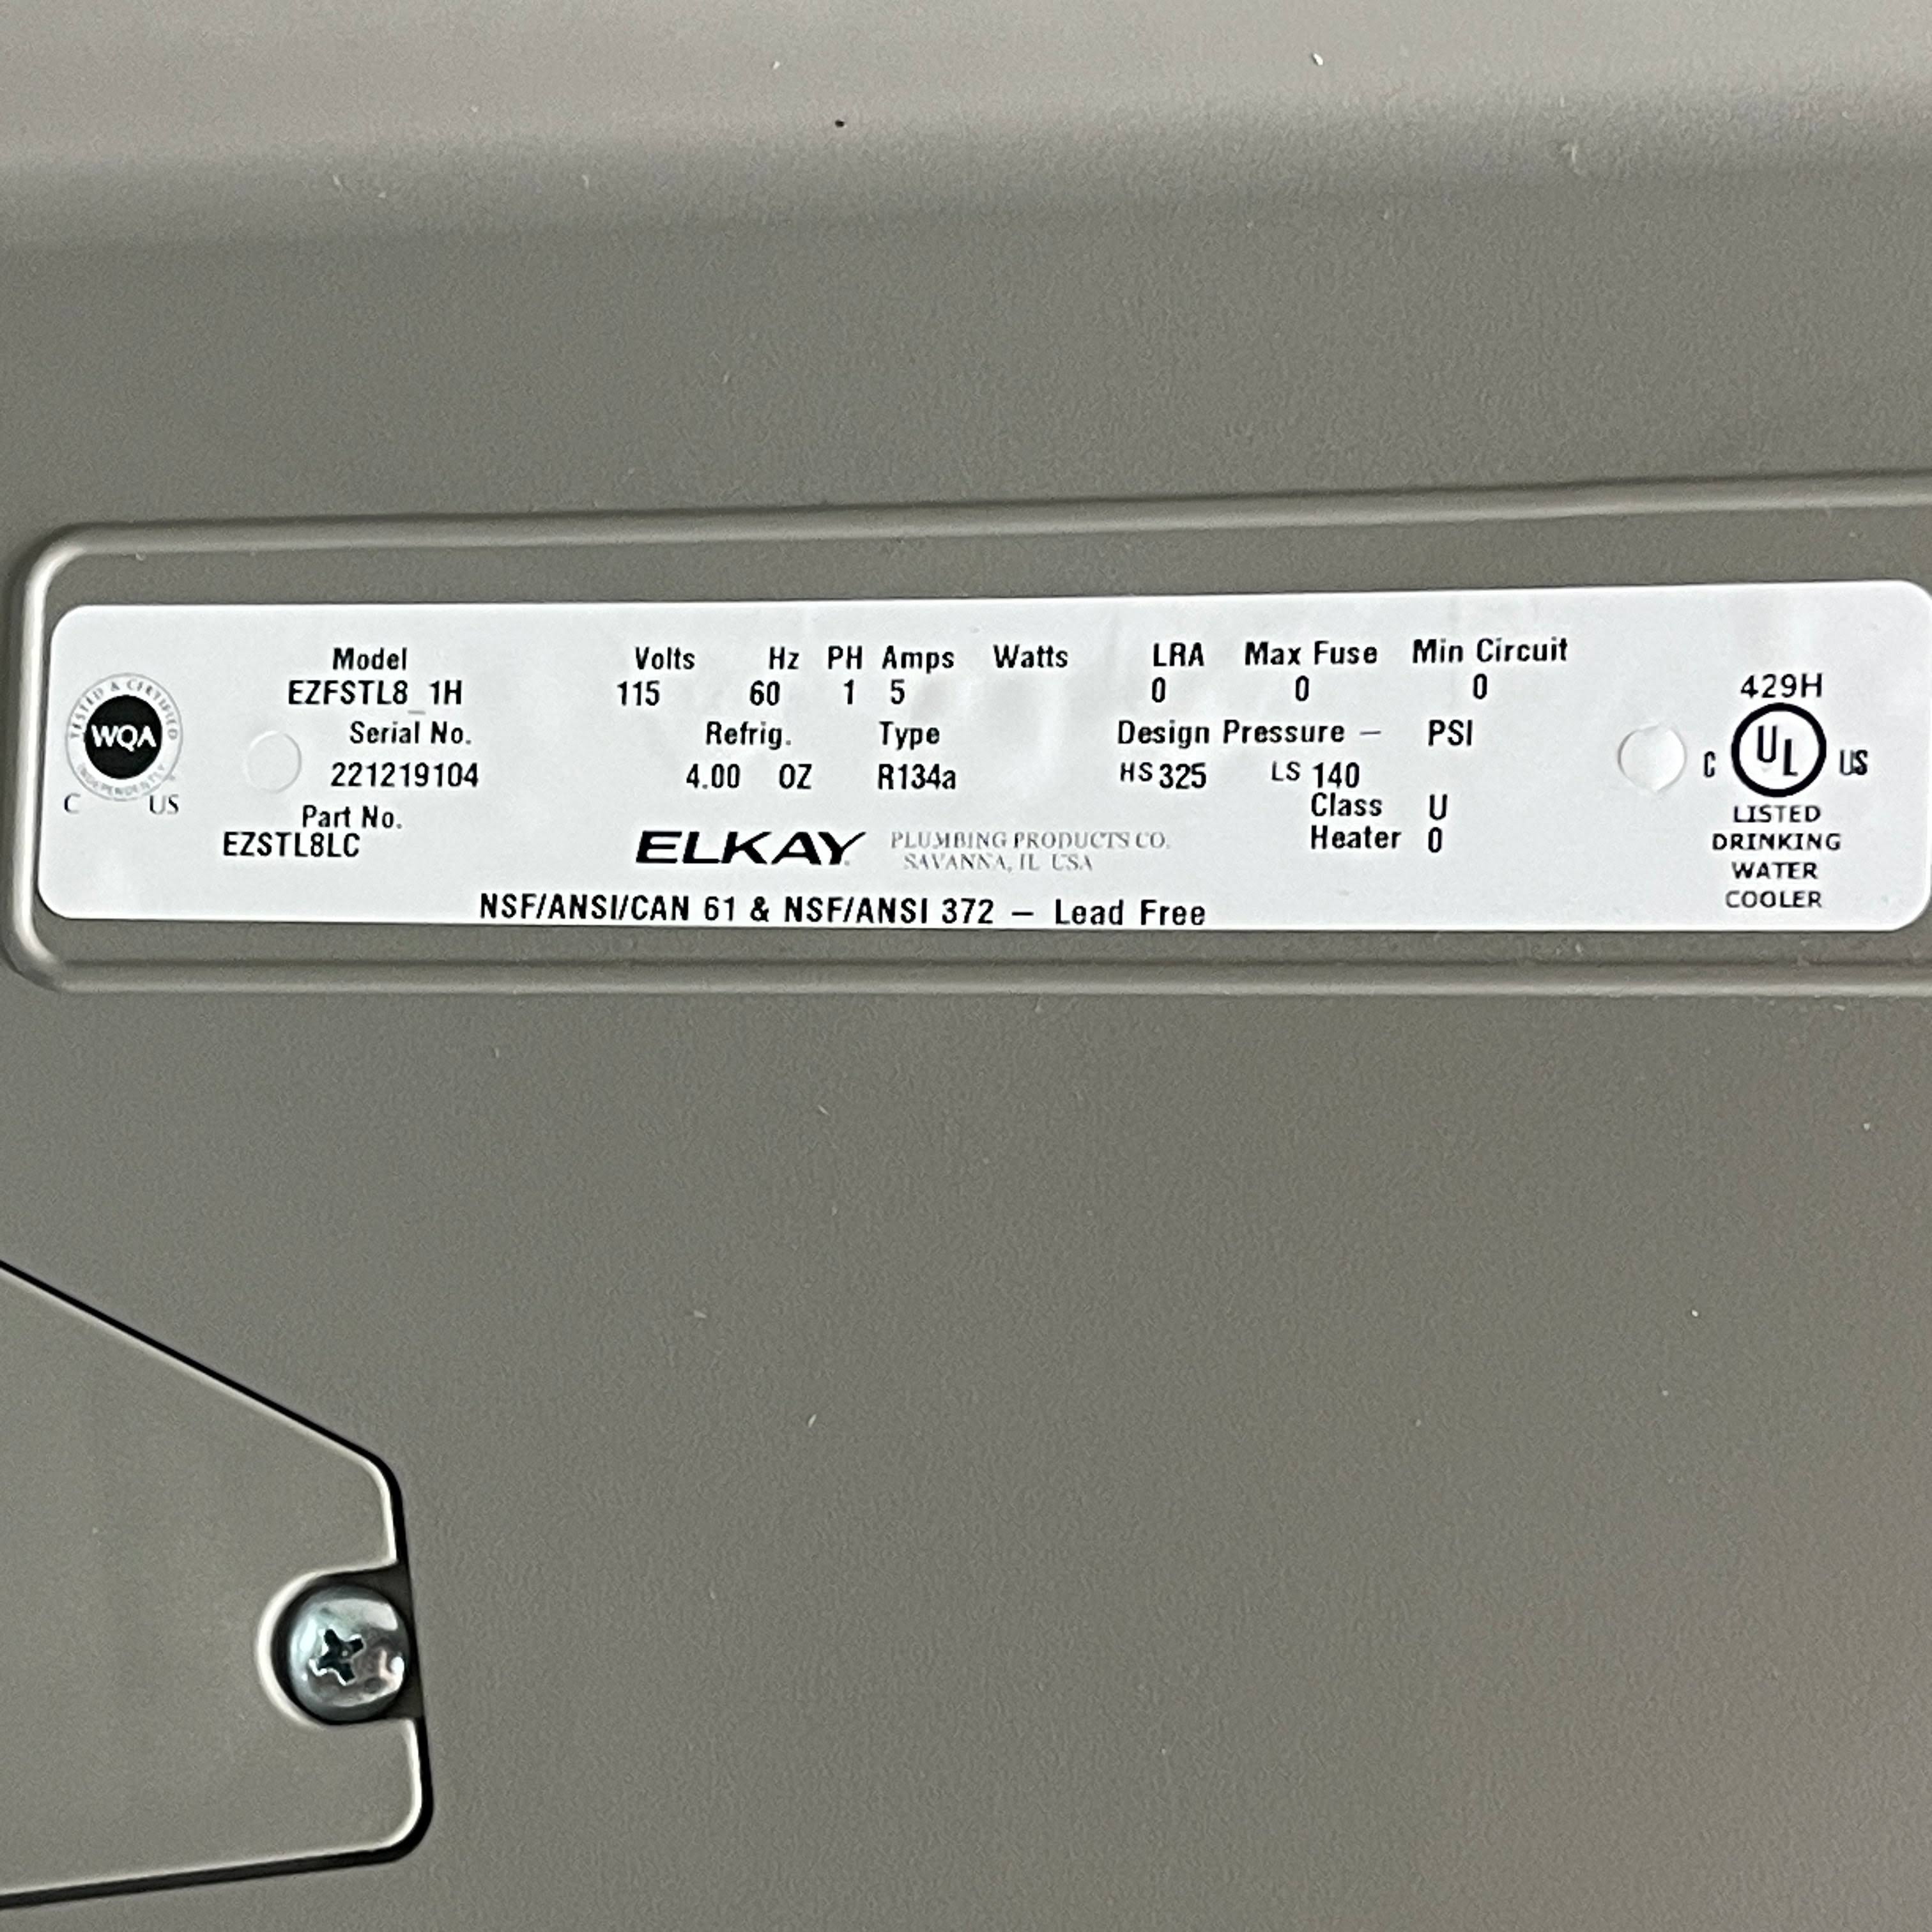 Model Volts Hz PH Amps Watts LRA Max Fuse Min Circuit
EZFSTL8_1H 115 60 1 5 0 0 0
Serial No. Refrig. Type Design Pressure — PSI
221219104 4.00 OZ R134a HS 325 LS 140
Part No. Class U
EZSTL8LC Heater 0
ELKAY PLUMBING PRODUCTS CO.
SAVANNA, IL USA
NSF/ANSI/CAN 61 & NSF/ANSI 372 — Lead Free
TESTED & CERTIFIED
WQA
INDEPENDENTLY
C US
429H
C UL US
LISTED
DRINKING
WATER
COOLER